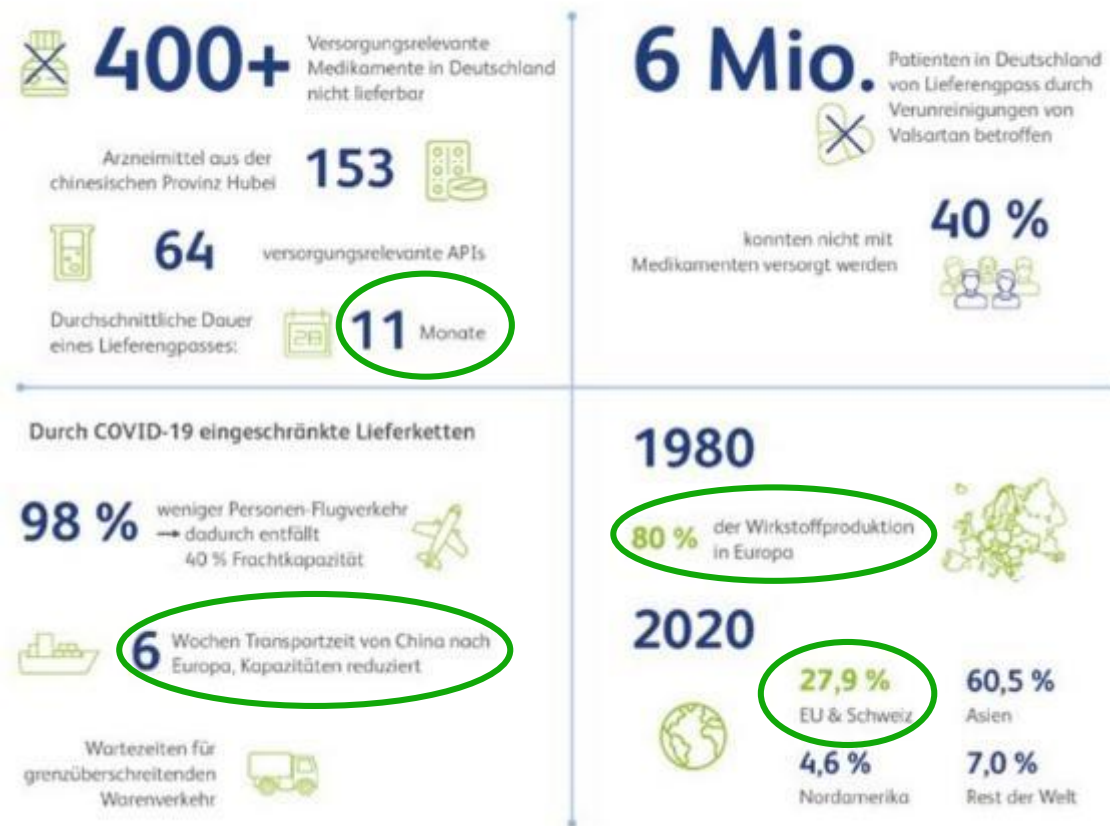 400+
Versorgungsrelevante
Medikamente in Deutschland
nicht lieferbar
Arzneimittel aus der
chinesischen Provinz Hubei
153
64
versorgungsrelevante APIs
Durchschnittliche Dauer
eines Lieferengpasses:
28
11 Monate
6 Mio.
Patienten in Deutschland
von Lieferengpass durch
Verunreinigungen von
Valsartan betroffen
40 %
konnten nicht mit
Medikamenten versorgt werden
Durch COVID-19 eingeschränkte Lieferketten
98 %
weniger Personen-Flugverkehr
→ dadurch entfällt
40 % Frachtkapazität
6
Wochen Transportzeit von China nach
Europa, Kapazitäten reduziert
Wartezeiten für
grenzüberschreitenden
Warenverkehr
1980
80 %
der Wirkstoffproduktion
in Europa
2020
27,9 %
EU & Schweiz
60,5 %
Asien
4,6 %
Nordamerika
7,0 %
Rest der Welt